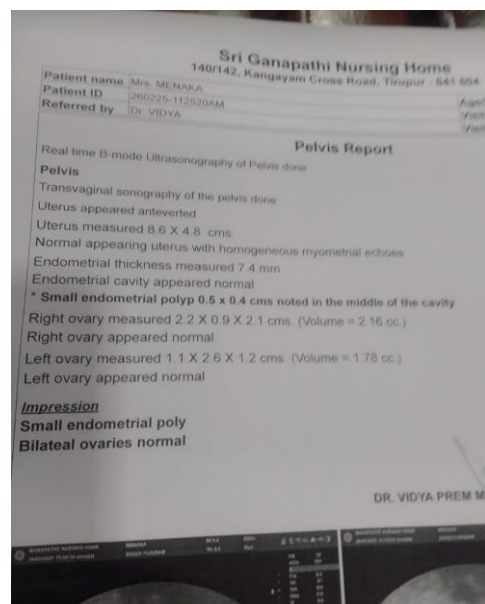 Sri Ganapathi Nursing Home
140/142, Kangayam Cross Road, Tirupur - 641 604
Patient name Mrs. MENAKA
Patient ID 260225-112520AM
Referred by Dr. VIDYA
Pelvis Report
Real time B-mode Ultrasonography of Pelvis done
Pelvis
Transvaginal sonography of the pelvis done
Uterus appeared anteverted
Uterus measured 8.6 X 4.8 cms.
Normal appearing uterus with homogeneous myometrial echoes
Endometrial thickness measured 7.4 mm
Endometrial cavity appeared normal
* Small endometrial polyp 0.5 x 0.4 cms noted in the middle of the cavity
Right ovary measured 2.2 X 0.9 X 2.1 cms. (Volume = 2.16 cc.)
Right ovary appeared normal.
Left ovary measured 1.1 X 2.6 X 1.2 cms. (Volume = 1.78 cc.)
Left ovary appeared normal
Impression
Small endometrial poly
Bilateal ovaries normal
DR. VIDYA PREM M